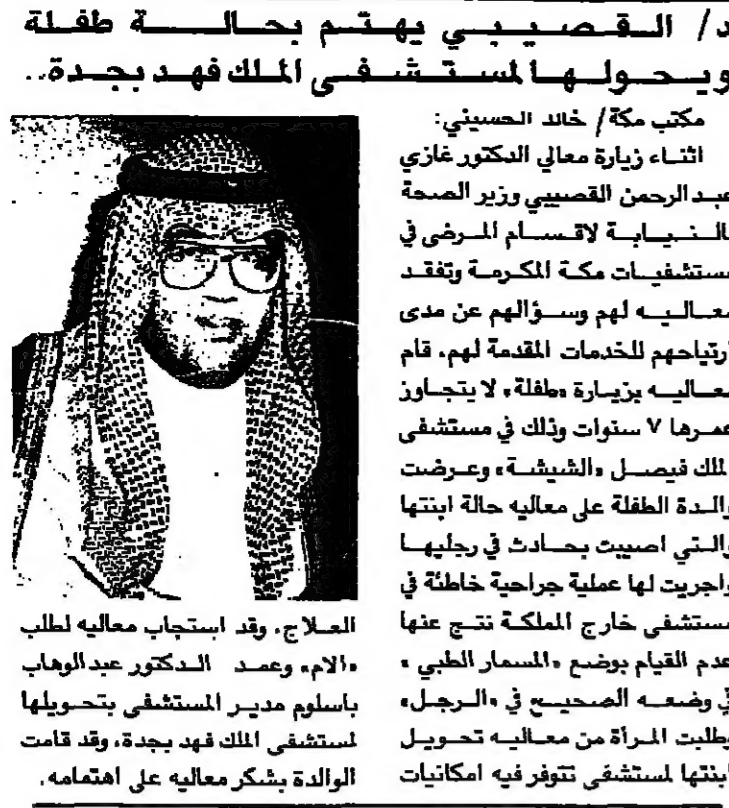 د/ القصيبي يهتم بحالة طفلة
ويحولها لمستشفى الملك فهد بجدة..
مكتب مكة/ خالد الحسيني:
اثناء زيارة معالي الدكتور غازي
عبد الرحمن القصيبي وزير الصحة
بالنيابة لاقسام المرضى في
مستشفيات مكة المكرمة وتفقد
معاليه لهم وسؤالهم عن مدى
ارتياحهم للخدمات المقدمة لهم، قام
معاليه بزيارة «طفلة» لا يتجاوز
عمرها ٧ سنوات وذلك في مستشفى
الملك فيصل «الشيشة» وعرضت
والدة الطفلة على معاليه حالة ابنتها
والتي اصيبت بحادث في رجليها
واجريت لها عملية جراحية خاطئة في
مستشفى خارج المملكة نتج عنها
عدم القيام بوضع «المسمار الطبي»
في وضعه الصحيح في «الرجل»
وطلبت المرأة من معاليه تحويل
ابنتها لمستشفى تتوفر فيه امكانيات
العلاج، وقد استجاب معاليه لطلب
«الام» وعمد الدكتور عبد الوهاب
باسلوم مدير المستشفى بتحويلها
لمستشفى الملك فهد بجدة، وقد قامت
الوالدة بشكر معاليه على اهتمامه.